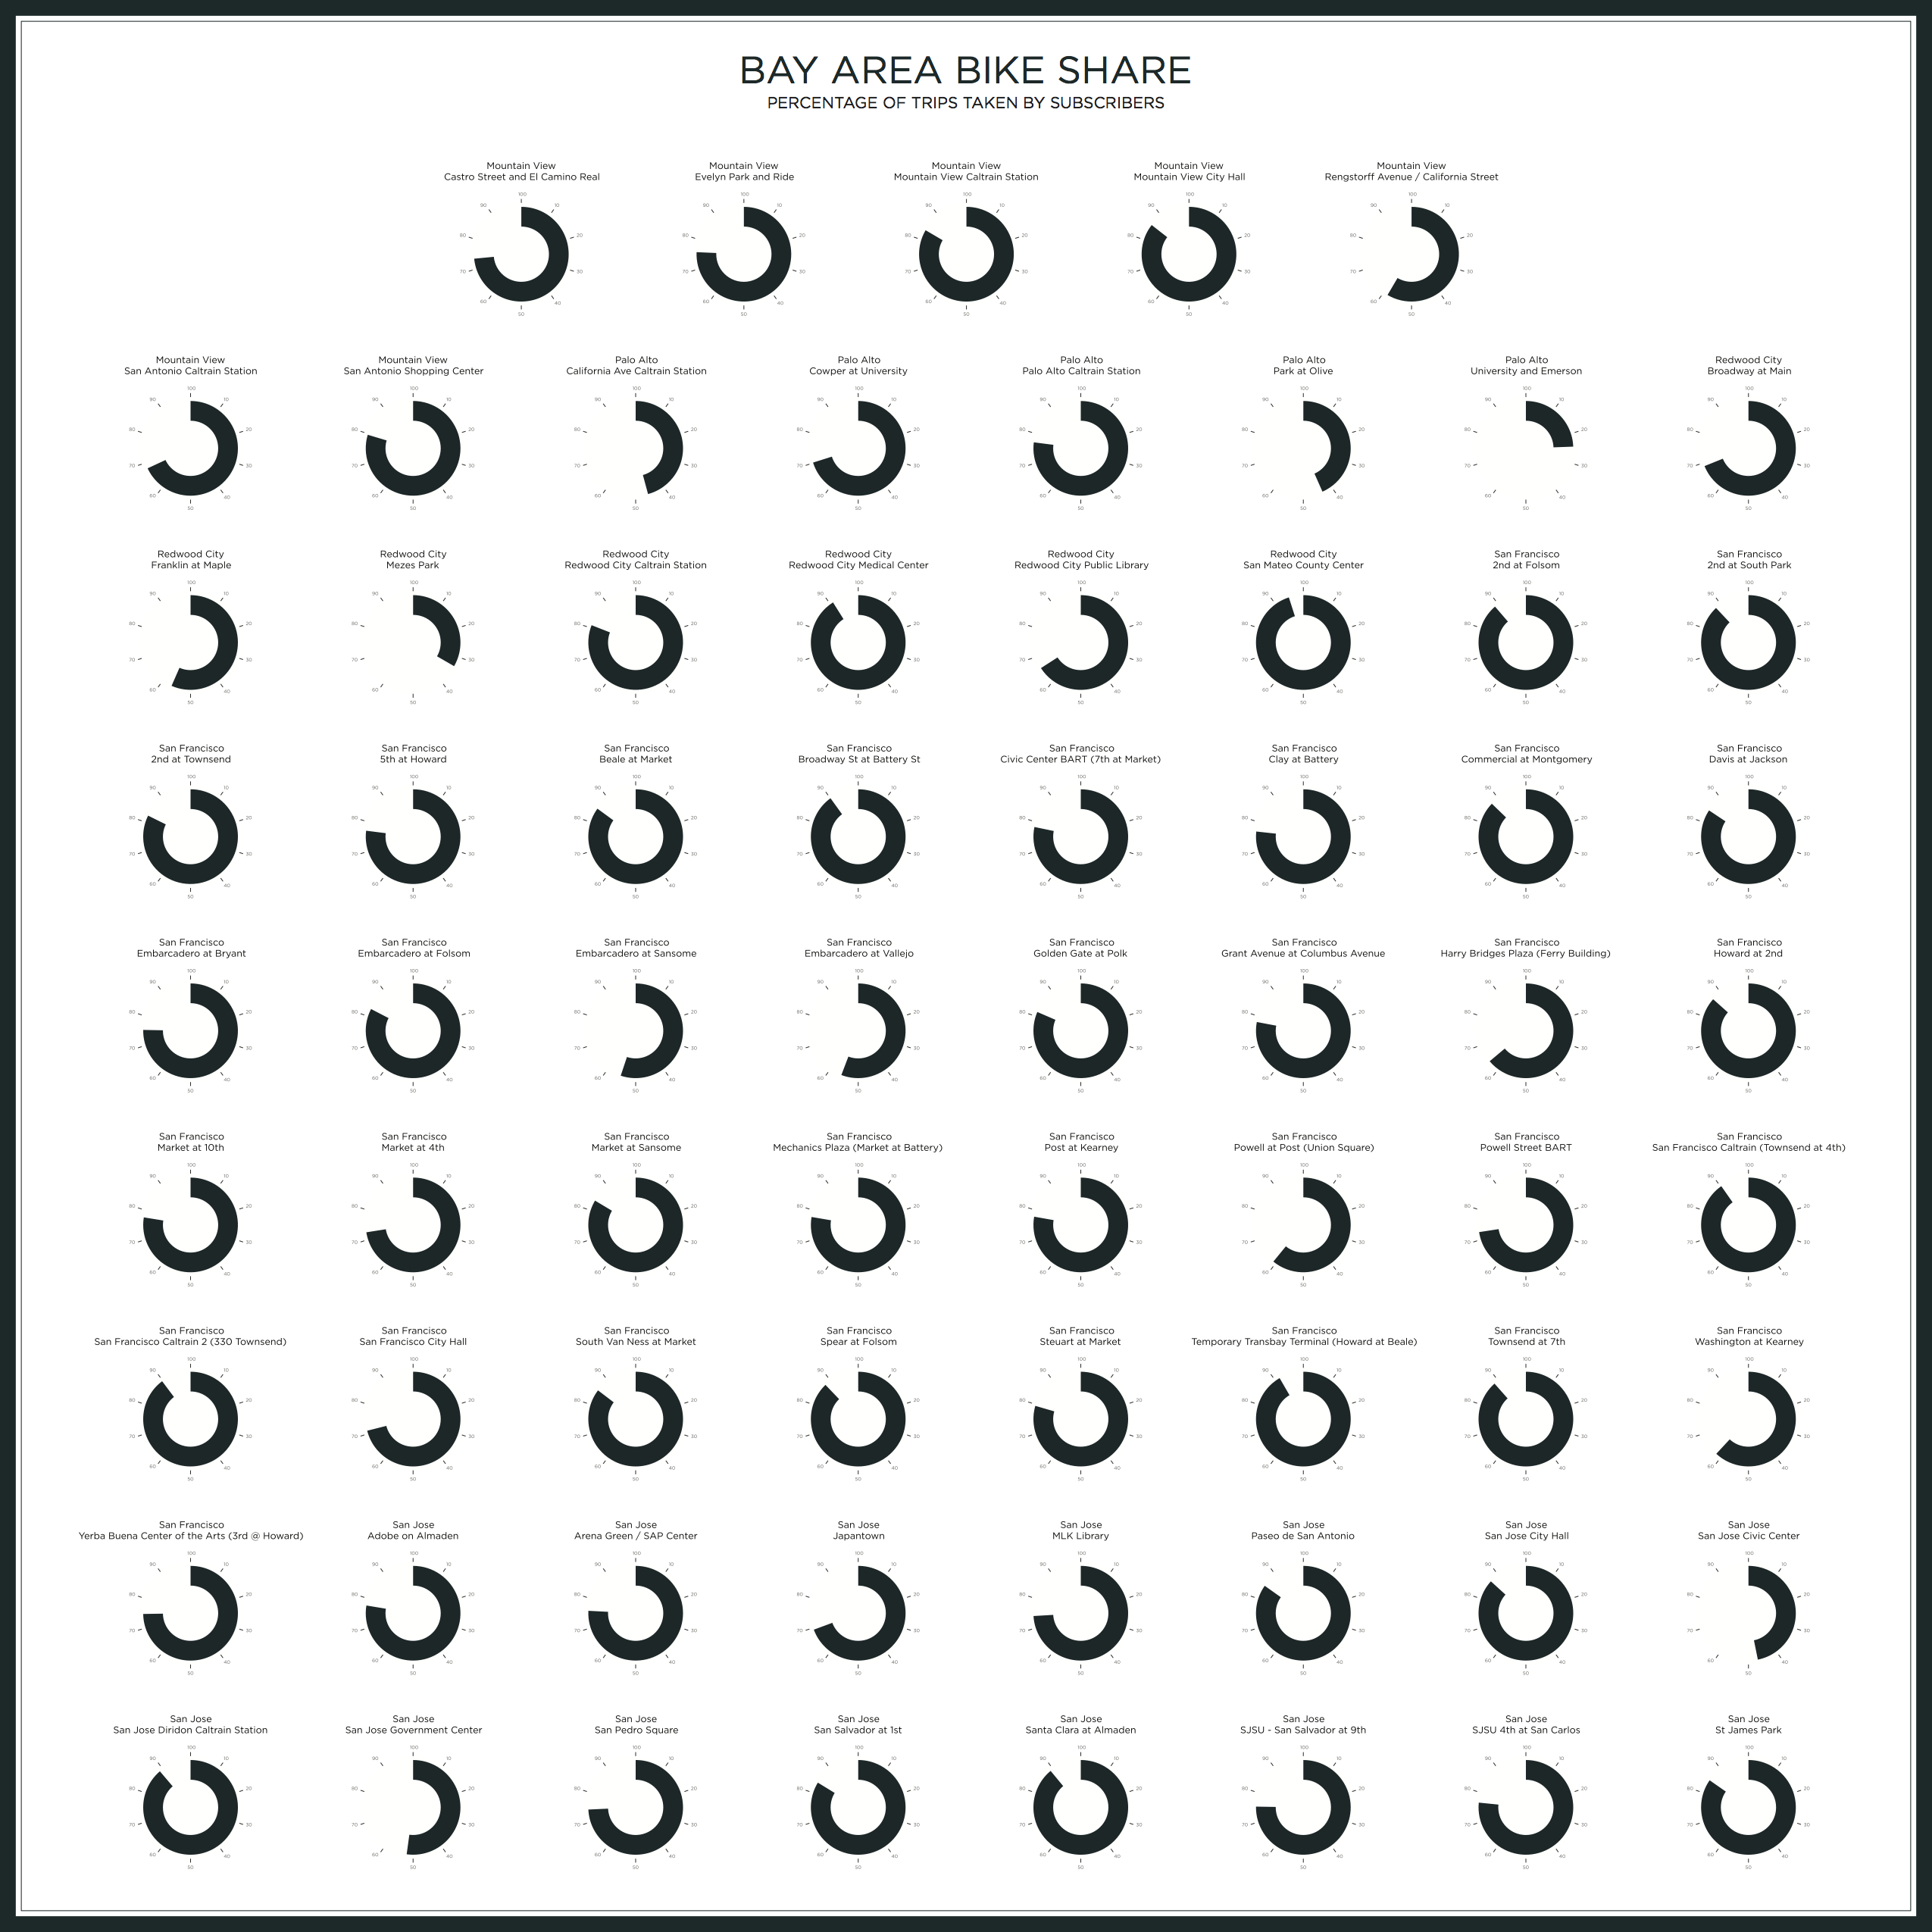 BAY AREA BIKE SHARE
PERCENTAGE OF TRIPS TAKEN BY SUBSCRIBERS
Mountain View
Castro Street and El Camino Real
Mountain View
Evelyn Park and Ride
Mountain View
Mountain View Caltrain Station
Mountain View
Mountain View City Hall
Mountain View
Rengstorff Avenue / California Street
Mountain View
San Antonio Caltrain Station
Mountain View
San Antonio Shopping Center
Palo Alto
California Ave Caltrain Station
Palo Alto
Cowper at University
Palo Alto
Palo Alto Caltrain Station
Palo Alto
Park at Olive
Palo Alto
University and Emerson
Redwood City
Broadway at Main
Redwood City
Franklin at Maple
Redwood City
Mezes Park
Redwood City
Redwood City Caltrain Station
Redwood City
Redwood City Medical Center
Redwood City
Redwood City Public Library
Redwood City
San Mateo County Center
San Francisco
2nd at Folsom
San Francisco
2nd at South Park
San Francisco
2nd at Townsend
San Francisco
5th at Howard
San Francisco
Beale at Market
San Francisco
Broadway St at Battery St
San Francisco
Civic Center BART (7th at Market)
San Francisco
Clay at Battery
San Francisco
Commercial at Montgomery
San Francisco
Davis at Jackson
San Francisco
Embarcadero at Bryant
San Francisco
Embarcadero at Folsom
San Francisco
Embarcadero at Sansome
San Francisco
Embarcadero at Vallejo
San Francisco
Golden Gate at Polk
San Francisco
Grant Avenue at Columbus Avenue
San Francisco
Harry Bridges Plaza (Ferry Building)
San Francisco
Howard at 2nd
San Francisco
Market at 10th
San Francisco
Market at 4th
San Francisco
Market at Sansome
San Francisco
Mechanics Plaza (Market at Battery)
San Francisco
Post at Kearney
San Francisco
Powell at Post (Union Square)
San Francisco
Powell Street BART
San Francisco
San Francisco Caltrain (Townsend at 4th)
San Francisco
San Francisco Caltrain 2 (330 Townsend)
San Francisco
San Francisco City Hall
San Francisco
South Van Ness at Market
San Francisco
Spear at Folsom
San Francisco
Steuart at Market
San Francisco
Temporary Transbay Terminal (Howard at Beale)
San Francisco
Townsend at 7th
San Francisco
Washington at Kearney
San Francisco
Yerba Buena Center of the Arts (3rd @ Howard)
San Jose
Adobe on Almaden
San Jose
Arena Green / SAP Center
San Jose
Japantown
San Jose
MLK Library
San Jose
Paseo de San Antonio
San Jose
San Jose City Hall
San Jose
San Jose Civic Center
San Jose
San Jose Diridon Caltrain Station
San Jose
San Jose Government Center
San Jose
San Pedro Square
San Jose
San Salvador at 1st
San Jose
Santa Clara at Almaden
San Jose
SJSU - San Salvador at 9th
San Jose
SJSU 4th at San Carlos
San Jose
St James Park